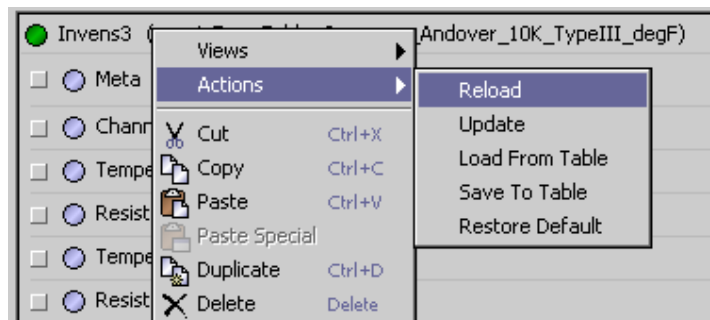 Invens3 (
_Andover_10K_TypeIII_degF)
Views
Meta
Actions
Reload
Chann
Cut Ctrl+X
Update
Tempe
Copy Ctrl+C
Load From Table
Resist
Paste Ctrl+V
Save To Table
Paste Special
Restore Default
Tempe
Duplicate Ctrl+D
Resist
Delete Delete